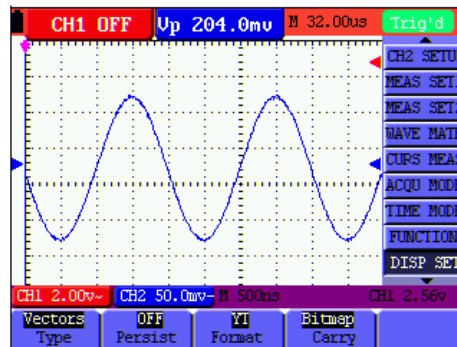 CH1 OFF Vp 204.0mv M 32.00us Trig'd
CH2 SETU
MEAS SET
MEAS SET
WAVE MATH
CURS MEAS
ACQU MODE
TIME MODE
FUNCTION
DISP SET
CH1 2.00v~ CH2 50.0mv~ M 500ns CH1 2.56v
Vectors OFF YT Bitmap
Type Persist Format Carry